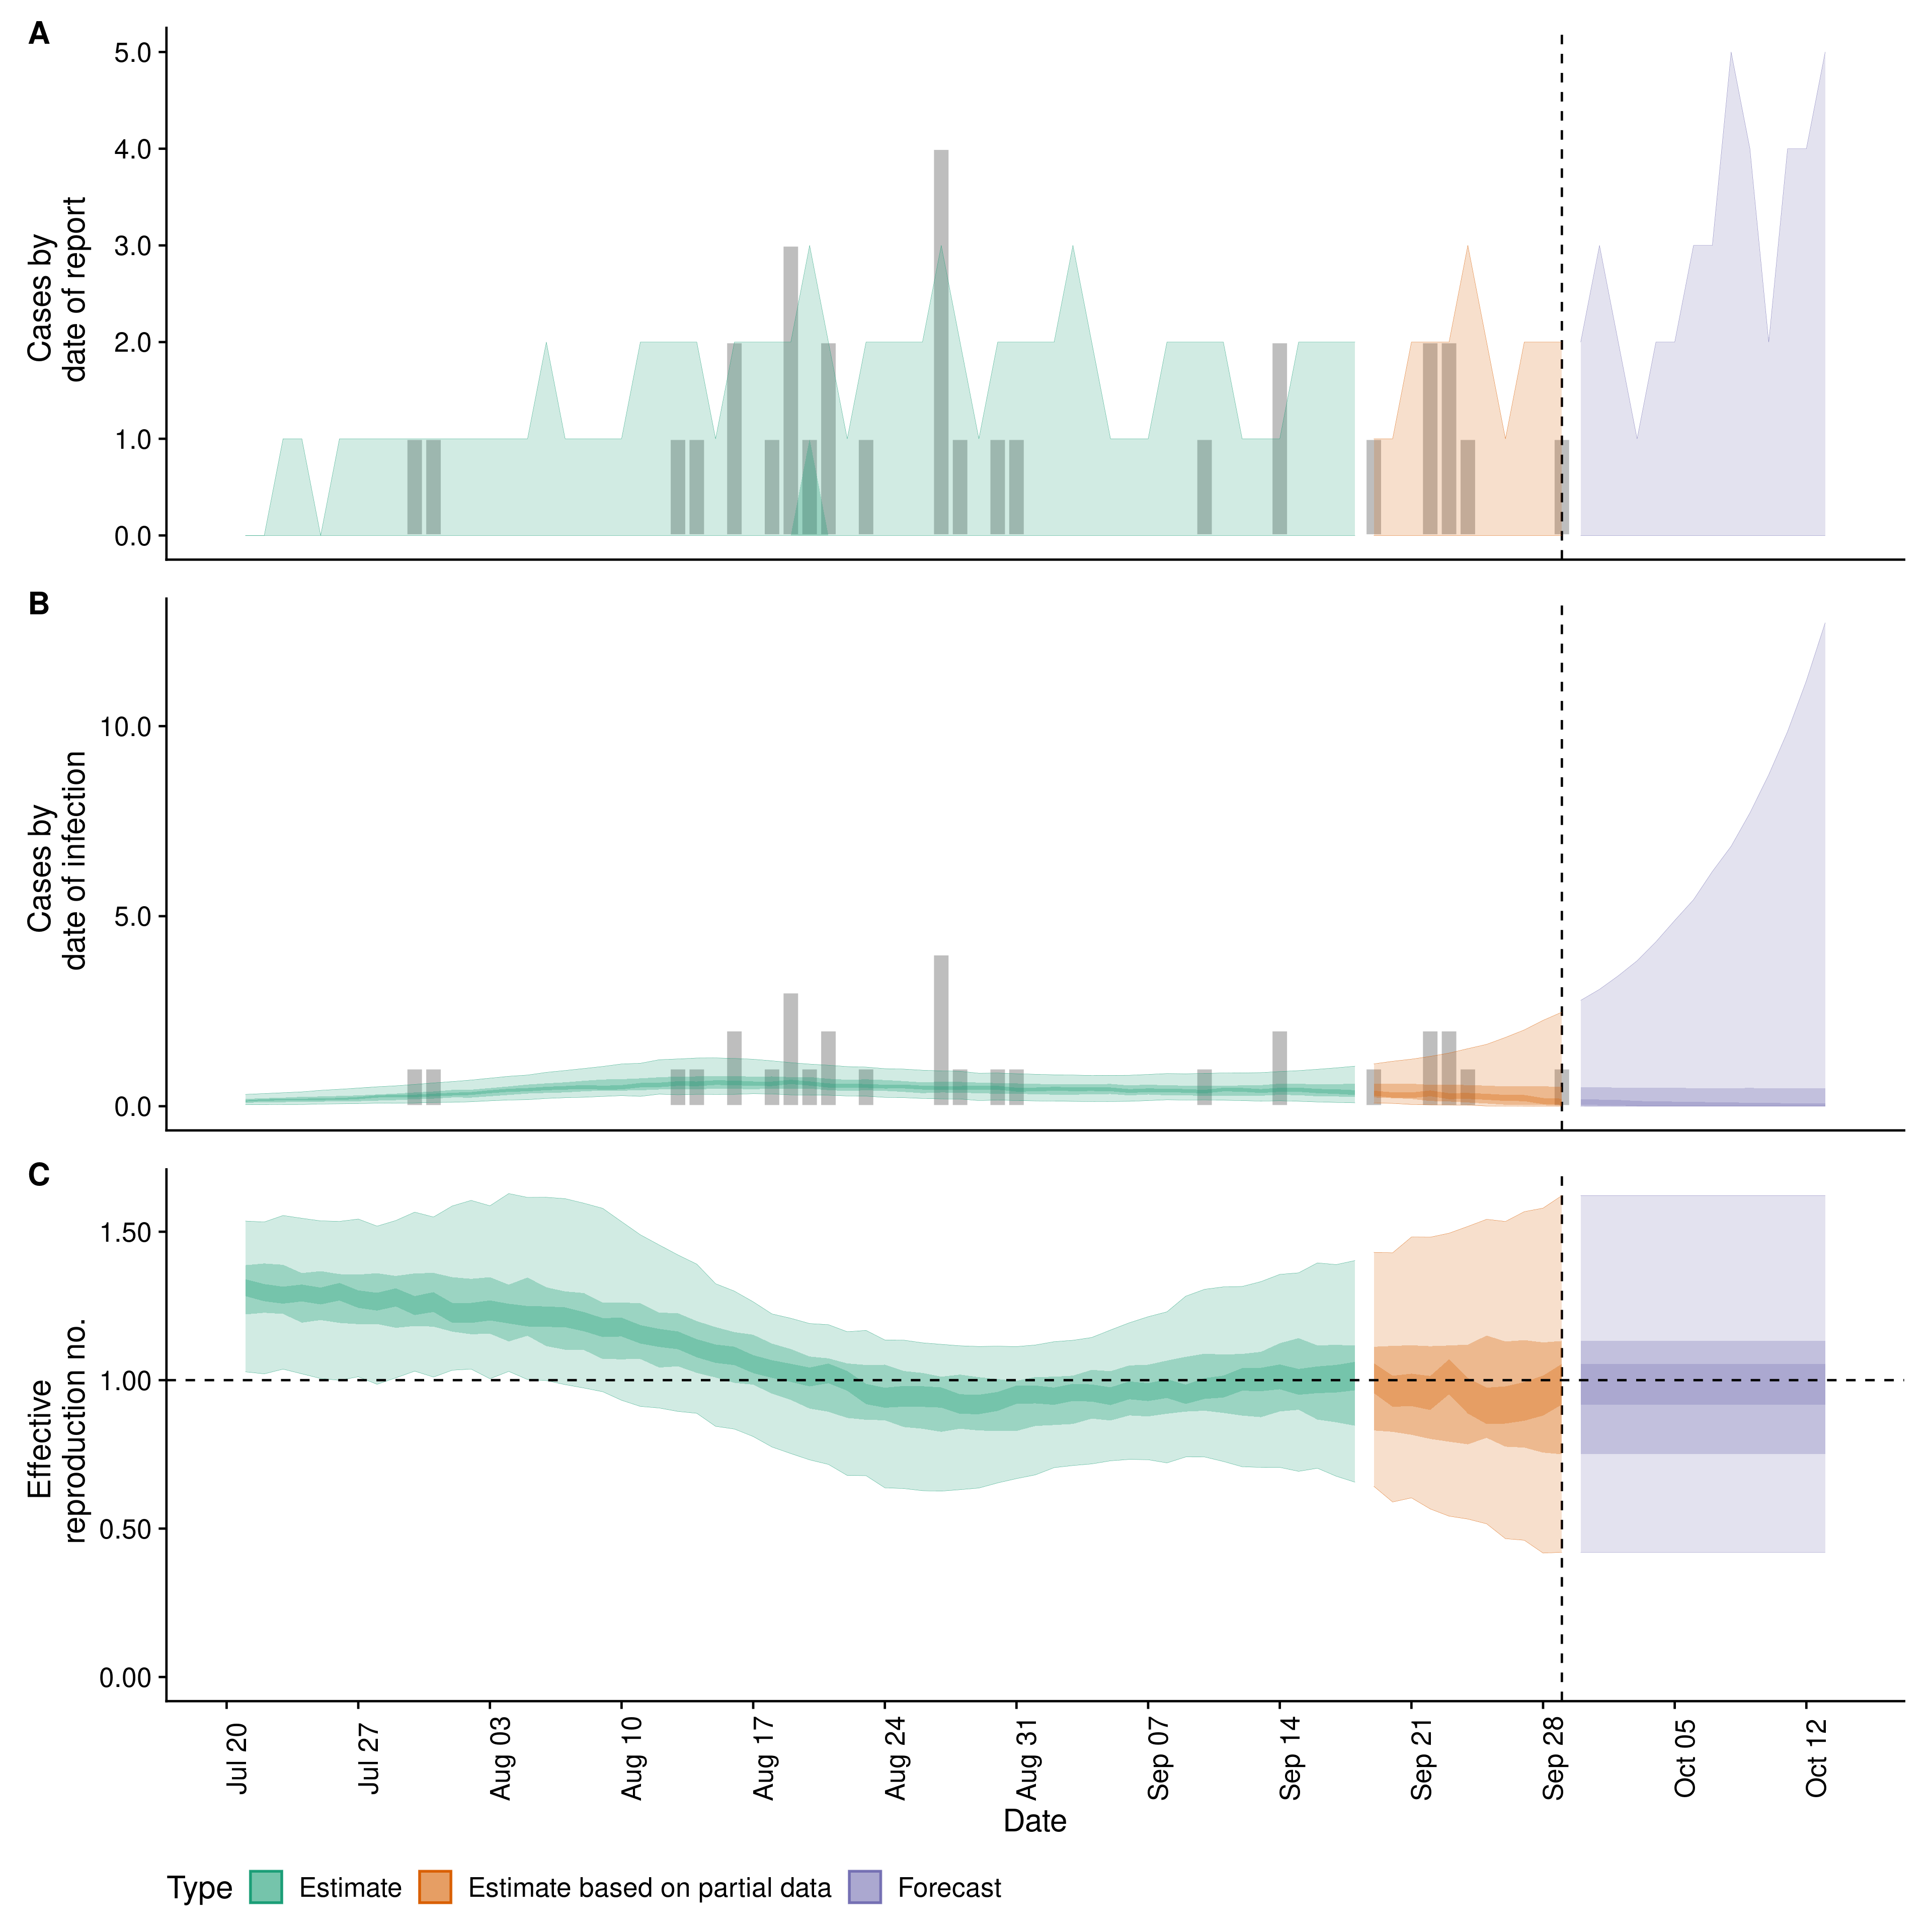 A
5.0
4.0
3.0
2.0
1.0
0.0
Cases by
date of report
B
10.0
5.0
0.0
Cases by
date of infection
C
1.50
1.00
0.50
0.00
Effective
reproduction no.
Jul 20
Jul 27
Aug 03
Aug 10
Aug 17
Aug 24
Aug 31
Sep 07
Sep 14
Sep 21
Sep 28
Oct 05
Oct 12
Date
Type Estimate Estimate based on partial data Forecast